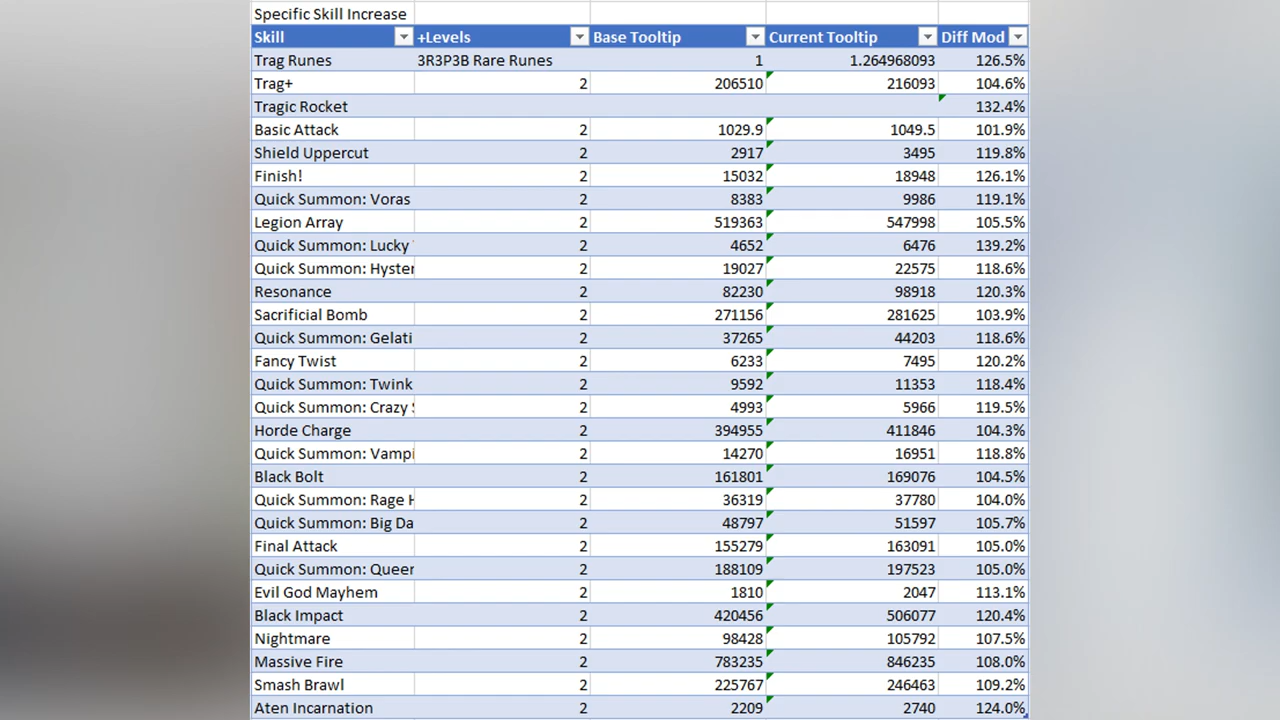 Specific Skill Increase
Skill +Levels Base Tooltip Current Tooltip Diff Mod
Trag Runes 3R3P3B Rare Runes 1 1.264968093 126.5%
Trag+ 2 206510 216093 104.6%
Tragic Rocket 132.4%
Basic Attack 2 1029.9 1049.5 101.9%
Shield Uppercut 2 2917 3495 119.8%
Finish! 2 15032 18948 126.1%
Quick Summon: Voras 2 8383 9986 119.1%
Legion Array 2 519363 547998 105.5%
Quick Summon: Lucky 2 4652 6476 139.2%
Quick Summon: Hyster 2 19027 22575 118.6%
Resonance 2 82230 98918 120.3%
Sacrificial Bomb 2 271156 281625 103.9%
Quick Summon: Gelati 2 37265 44203 118.6%
Fancy Twist 2 6233 7495 120.2%
Quick Summon: Twink 2 9592 11353 118.4%
Quick Summon: Crazy 2 4993 5966 119.5%
Horde Charge 2 394955 411846 104.3%
Quick Summon: Vampi 2 14270 16951 118.8%
Black Bolt 2 161801 169076 104.5%
Quick Summon: Rage H 2 36319 37780 104.0%
Quick Summon: Big Da 2 48797 51597 105.7%
Final Attack 2 155279 163091 105.0%
Quick Summon: Queen 2 188109 197523 105.0%
Evil God Mayhem 2 1810 2047 113.1%
Black Impact 2 420456 506077 120.4%
Nightmare 2 98428 105792 107.5%
Massive Fire 2 783235 846235 108.0%
Smash Brawl 2 225767 246463 109.2%
Aten Incarnation 2 2209 2740 124.0%